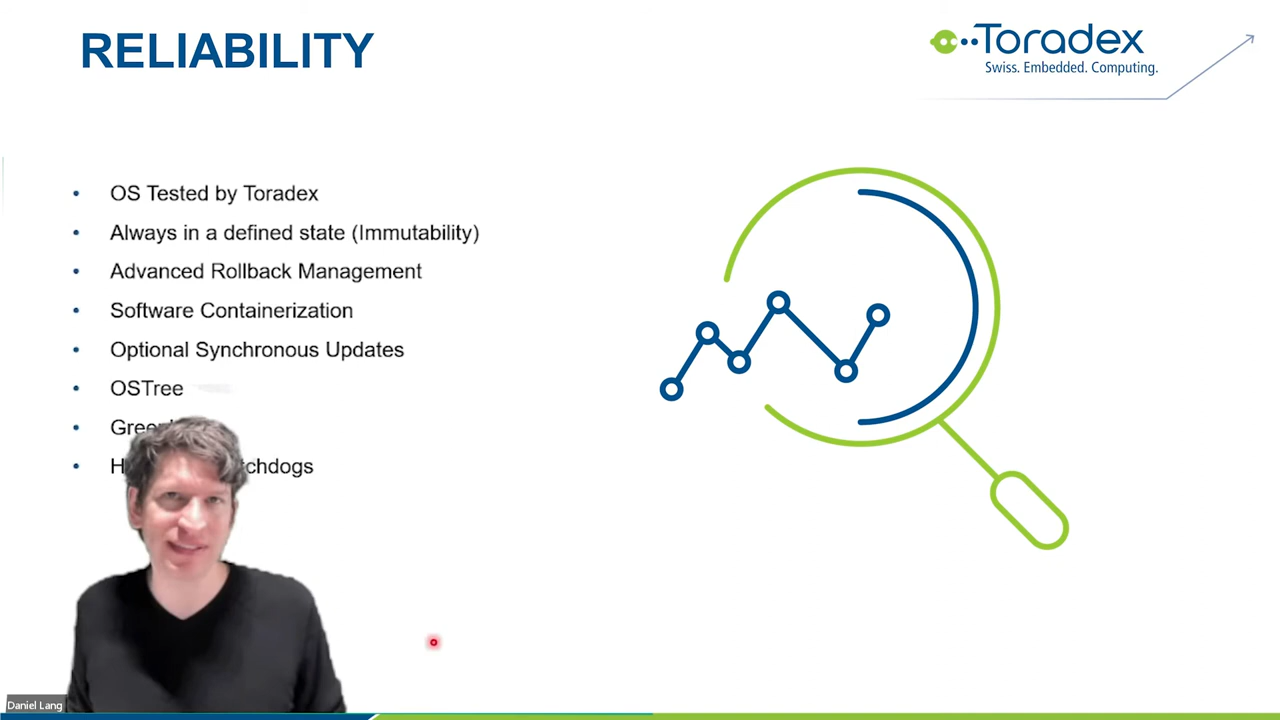 RELIABILITY
Toradex
Swiss. Embedded. Computing.
• OS Tested by Toradex
• Always in a defined state (Immutability)
• Advanced Rollback Management
• Software Containerization
• Optional Synchronous Updates
• OSTree
•
•
Daniel Lang